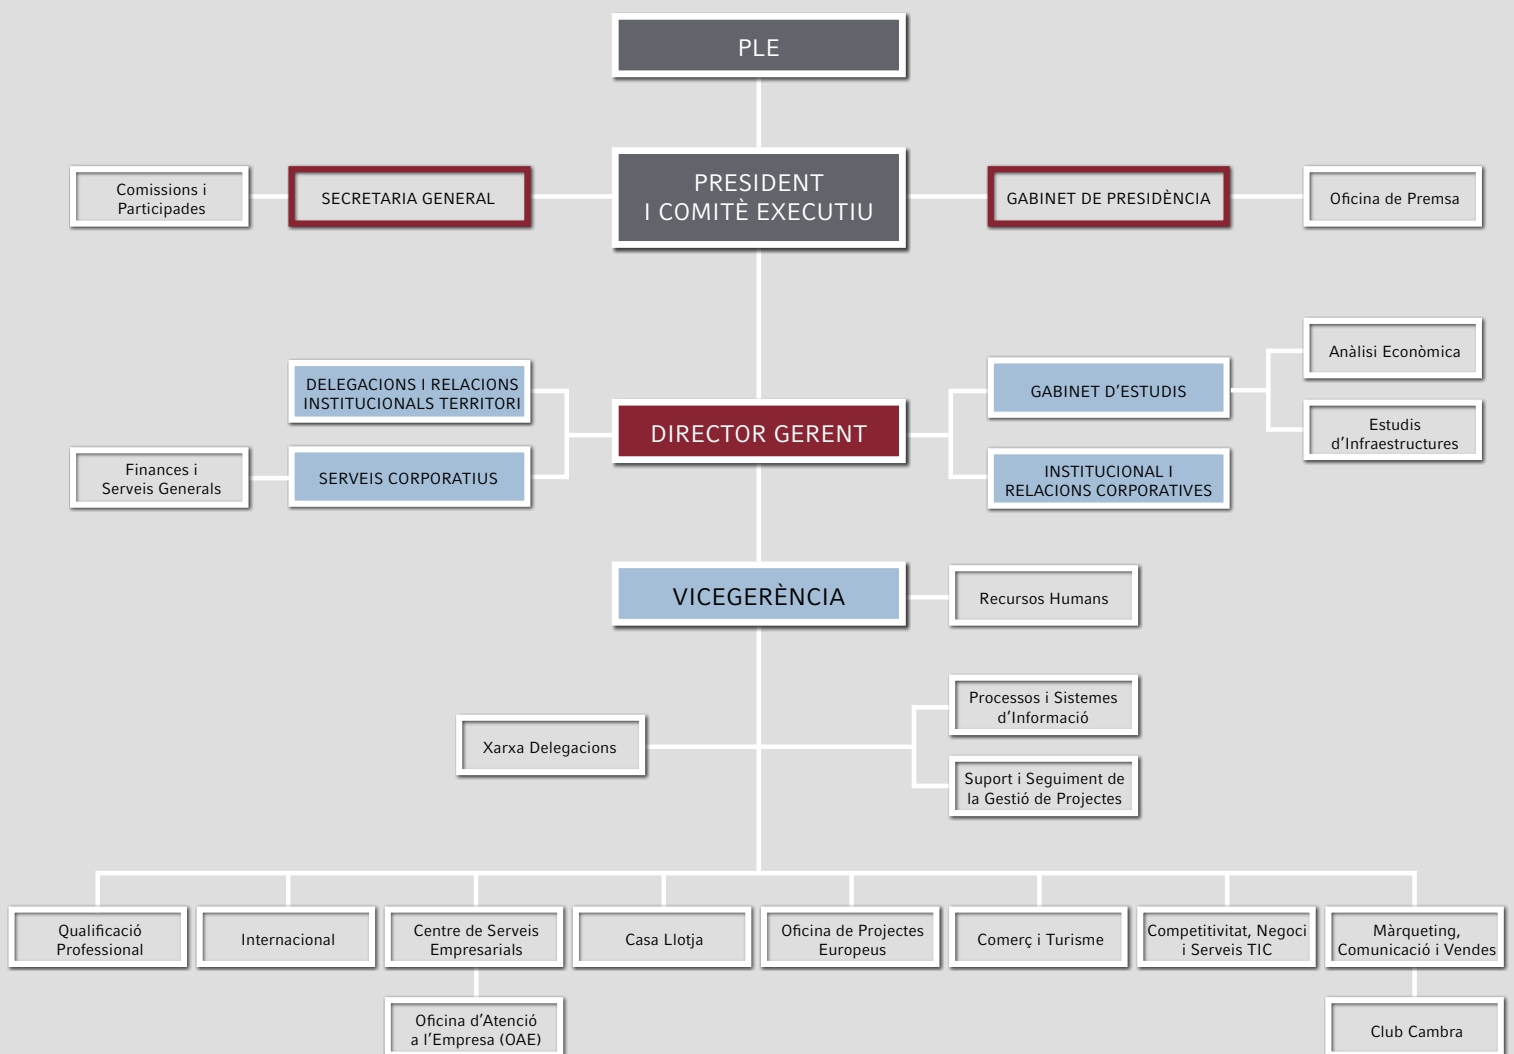 PLE
Comissions i
Participades
SECRETARIA GENERAL
PRESIDENT
I COMITÈ EXECUTIU
GABINET DE PRESIDÈNCIA
Oficina de Premsa
DELEGACIONS I RELACIONS
INSTITUCIONALS TERRITORI
Finances i
Serveis Generals
SERVEIS CORPORATIUS
DIRECTOR GERENT
GABINET D'ESTUDIS
Anàlisi Econòmica
Estudis
d'Infraestructures
INSTITUCIONAL I
RELACIONS CORPORATIVES
VICEGERÈNCIA
Recursos Humans
Xarxa Delegacions
Processos i Sistemes
d'Informació
Suport i Seguiment de
la Gestió de Projectes
Qualificació
Professional
Internacional
Centre de Serveis
Empresarials
Casa Llotja
Oficina de Projectes
Europeus
Comerç i Turisme
Competitivitat, Negoci
i Serveis TIC
Màrqueting,
Comunicació i Vendes
Oficina d'Atenció
a l'Empresa (OAE)
Club Cambra